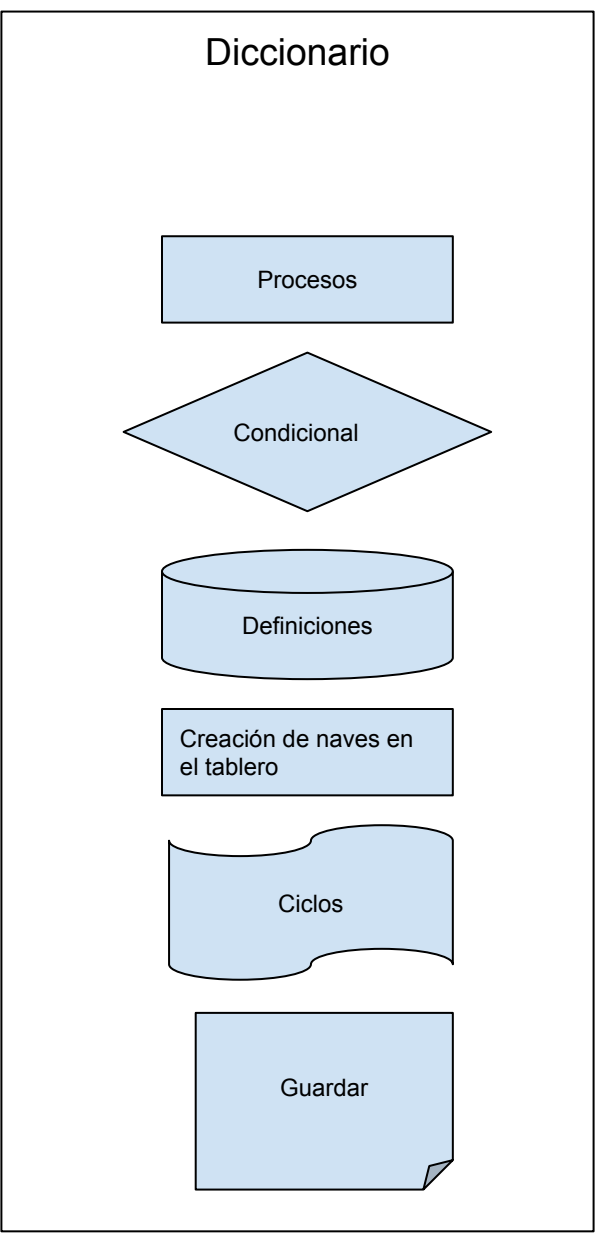 Diccionario
Procesos
Condicional
Definiciones
Creación de naves en
el tablero
Ciclos
Guardar